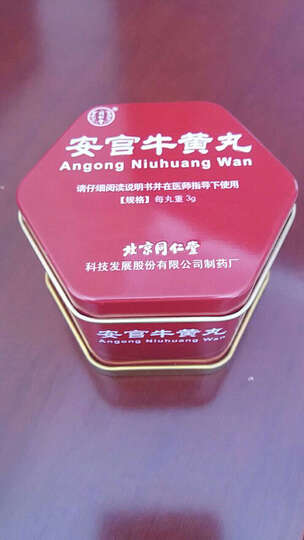 安宫牛黄丸
Angong Niuhuang Wan
请仔细阅读说明书并在医师指导下使用
【规格】每丸重 3g
北京同仁堂
科技发展股份有限公司制药厂
安宫牛黄丸
Angong Niuhuang Wan